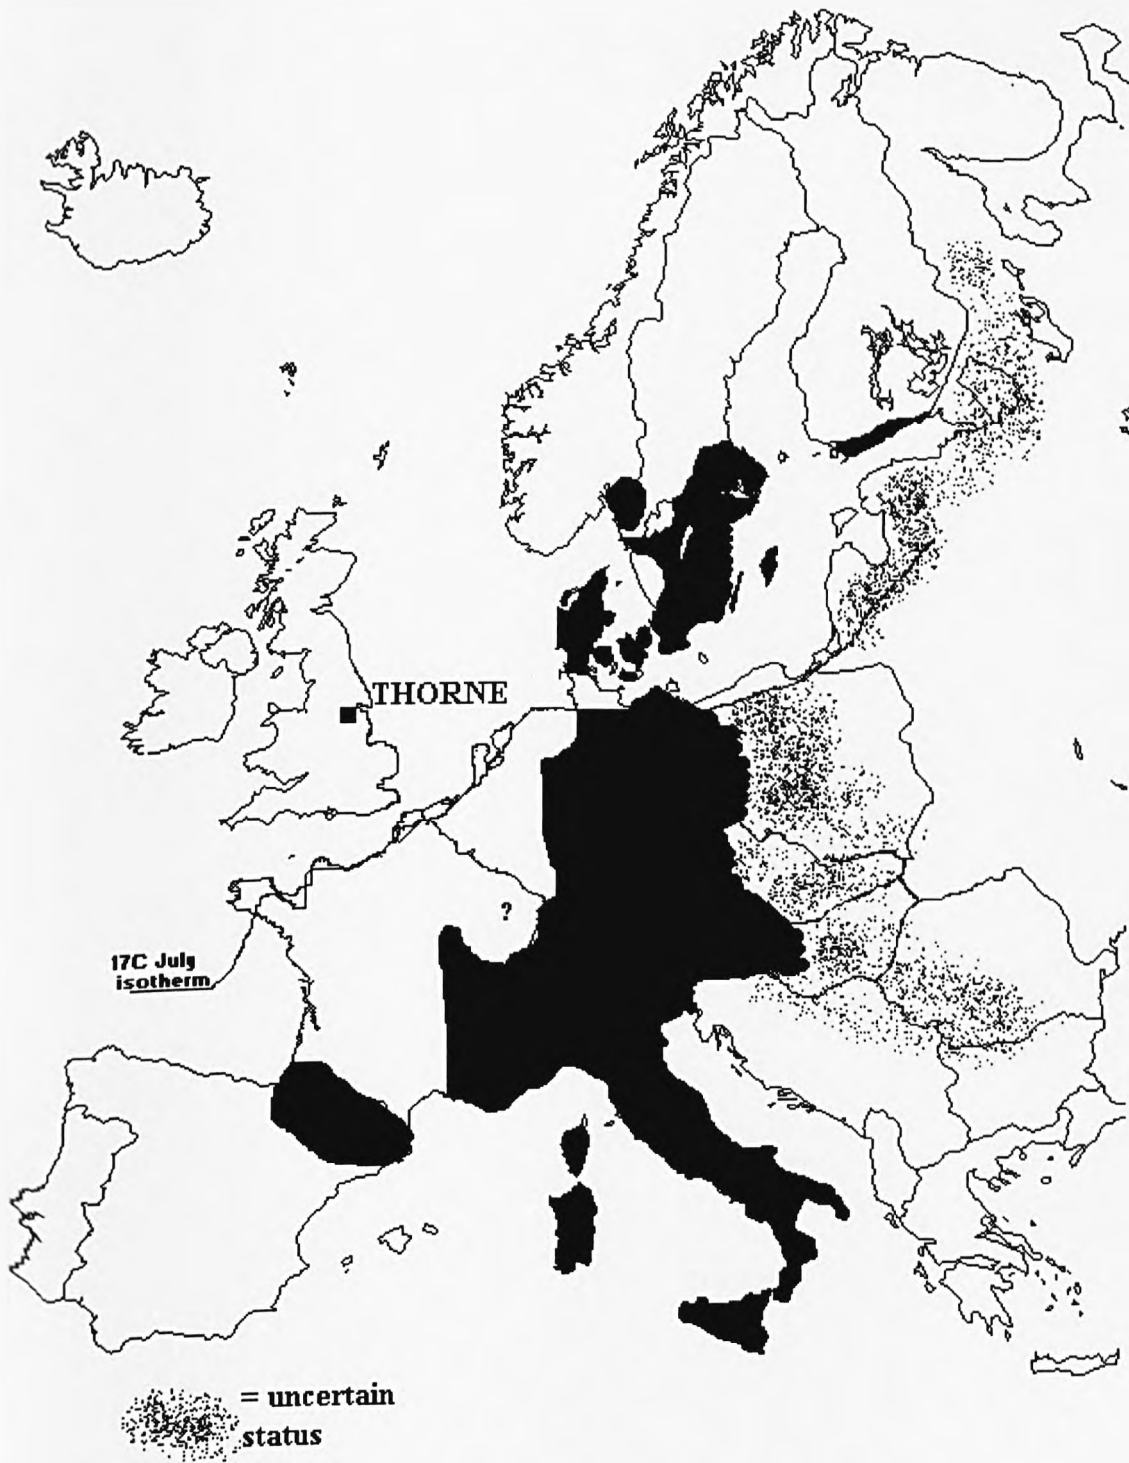 THORNE
?
17C July
isotherm
= uncertain
status